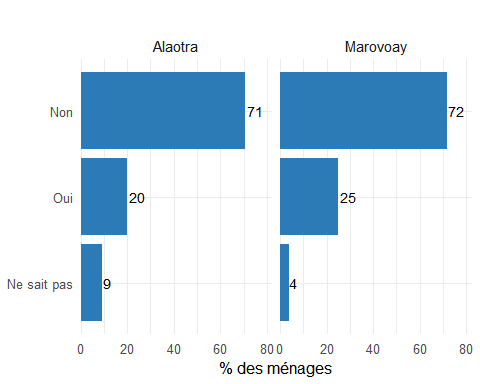 Alaotra Marovoay
Non 71 72
Oui 20 25
Ne sait pas 9 4
0 20 40 60 80 0 20 40 60 80
% des ménages